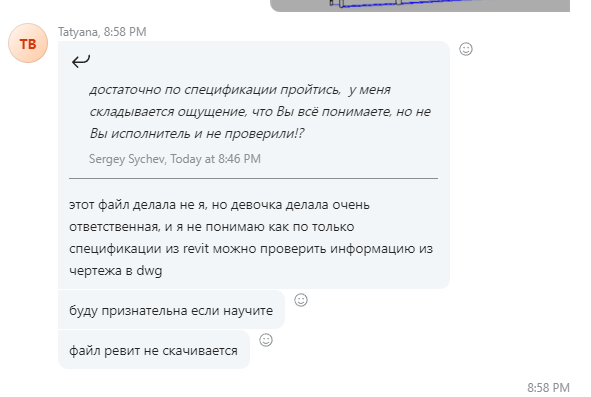 Tatyana, 8:58 PM
ТВ
достаточно по спецификации пройтись,  у меня
складывается ощущение, что Вы всё понимаете, но не
Вы исполнитель и не проверили!?
Sergey Sychev, Today at 8:46 PM
этот файл делала не я, но девочка делала очень
ответственная, и я не понимаю как по только
спецификации из revit можно проверить информацию из
чертежа в dwg
буду признательна если научите
файл ревит не скачивается
8:58 PM